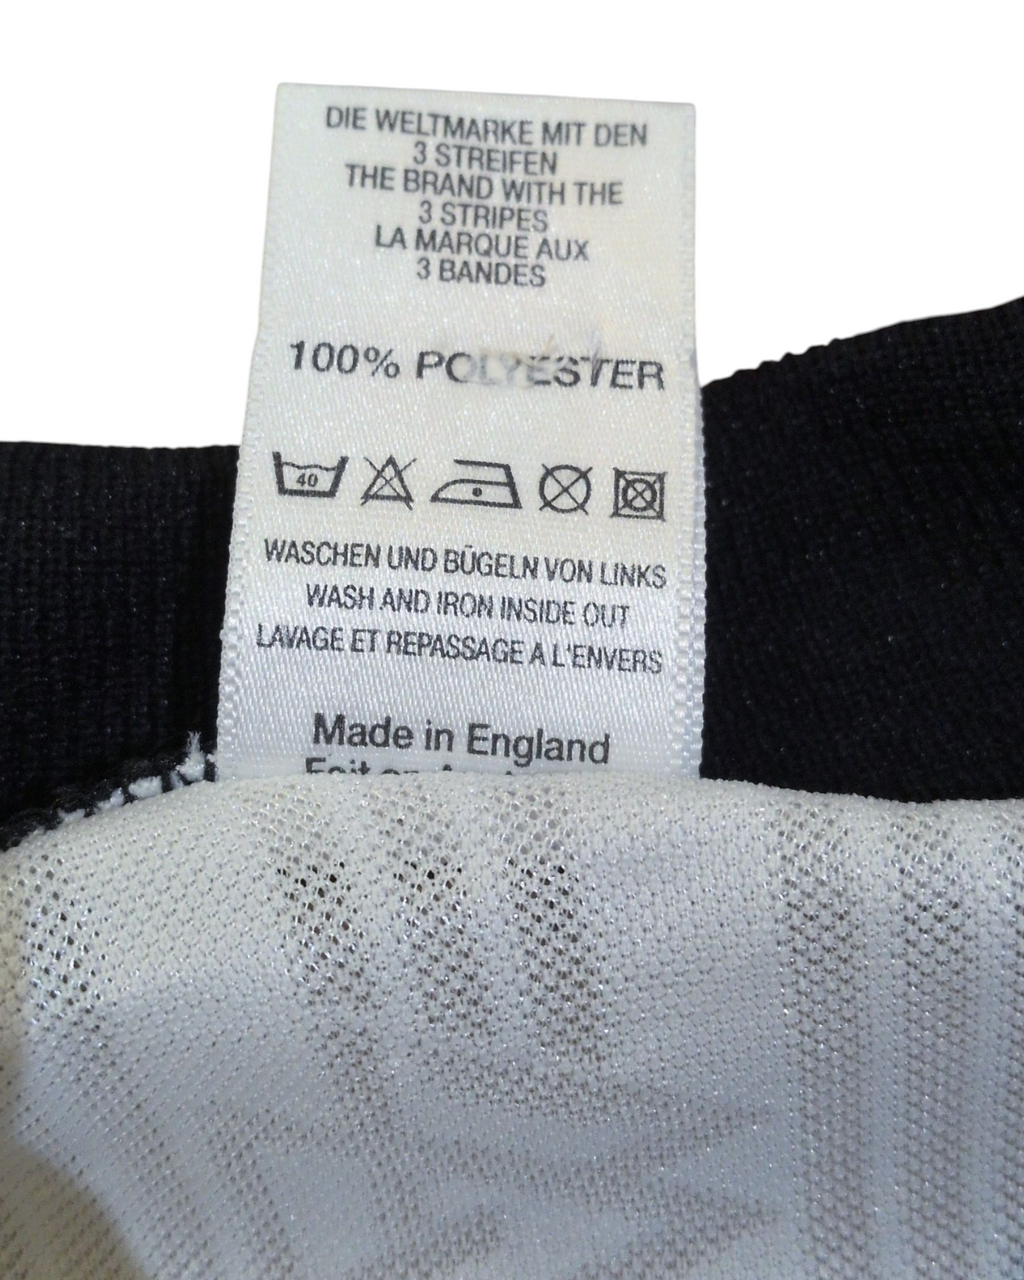 DIE WELTMARKE MIT DEN
3 STREIFEN
THE BRAND WITH THE
3 STRIPES
LA MARQUE AUX
3 BANDES
100% POLYESTER
40
WASCHEN UND BÜGELN VON LINKS
WASH AND IRON INSIDE OUT
LAVAGE ET REPASSAGE A L'ENVERS
Made in England